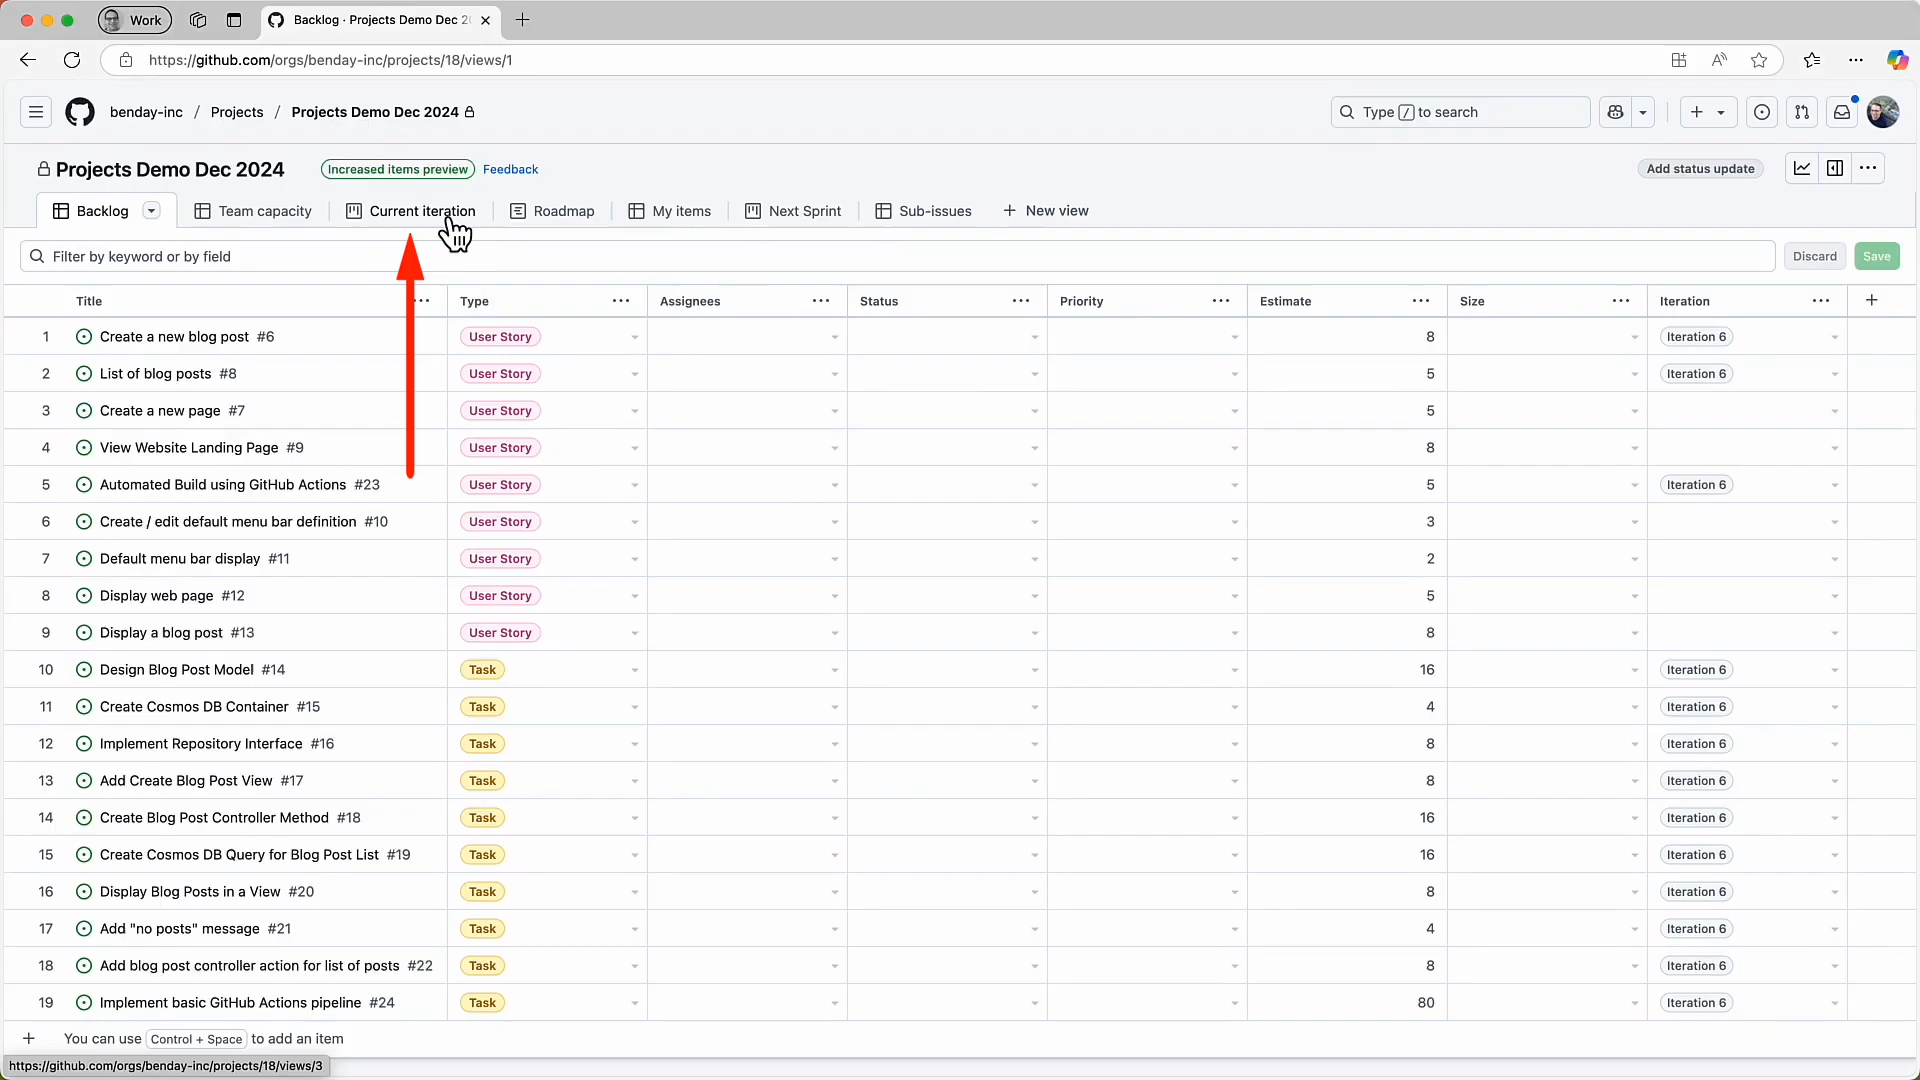 Work
Backlog · Projects Demo Dec 2
https://github.com/orgs/benday-inc/projects/18/views/1
benday-inc / Projects / Projects Demo Dec 2024
Type / to search
Projects Demo Dec 2024 Increased items preview Feedback
Add status update
Backlog Team capacity Current iteration Roadmap My items Next Sprint Sub-issues + New view
Filter by keyword or by field Discard Save
Title Type Assignees Status Priority Estimate Size Iteration
1 Create a new blog post #6 User Story 8 Iteration 6
2 List of blog posts #8 User Story 5 Iteration 6
3 Create a new page #7 User Story 5
4 View Website Landing Page #9 User Story 8
5 Automated Build using GitHub Actions #23 User Story 5 Iteration 6
6 Create / edit default menu bar definition #10 User Story 3
7 Default menu bar display #11 User Story 2
8 Display web page #12 User Story 5
9 Display a blog post #13 User Story 8
10 Design Blog Post Model #14 Task 16 Iteration 6
11 Create Cosmos DB Container #15 Task 4 Iteration 6
12 Implement Repository Interface #16 Task 8 Iteration 6
13 Add Create Blog Post View #17 Task 8 Iteration 6
14 Create Blog Post Controller Method #18 Task 16 Iteration 6
15 Create Cosmos DB Query for Blog Post List #19 Task 16 Iteration 6
16 Display Blog Posts in a View #20 Task 8 Iteration 6
17 Add "no posts" message #21 Task 4 Iteration 6
18 Add blog post controller action for list of posts #22 Task 8 Iteration 6
19 Implement basic GitHub Actions pipeline #24 Task 80 Iteration 6
+ You can use Control + Space to add an item
https://github.com/orgs/benday-inc/projects/18/views/3